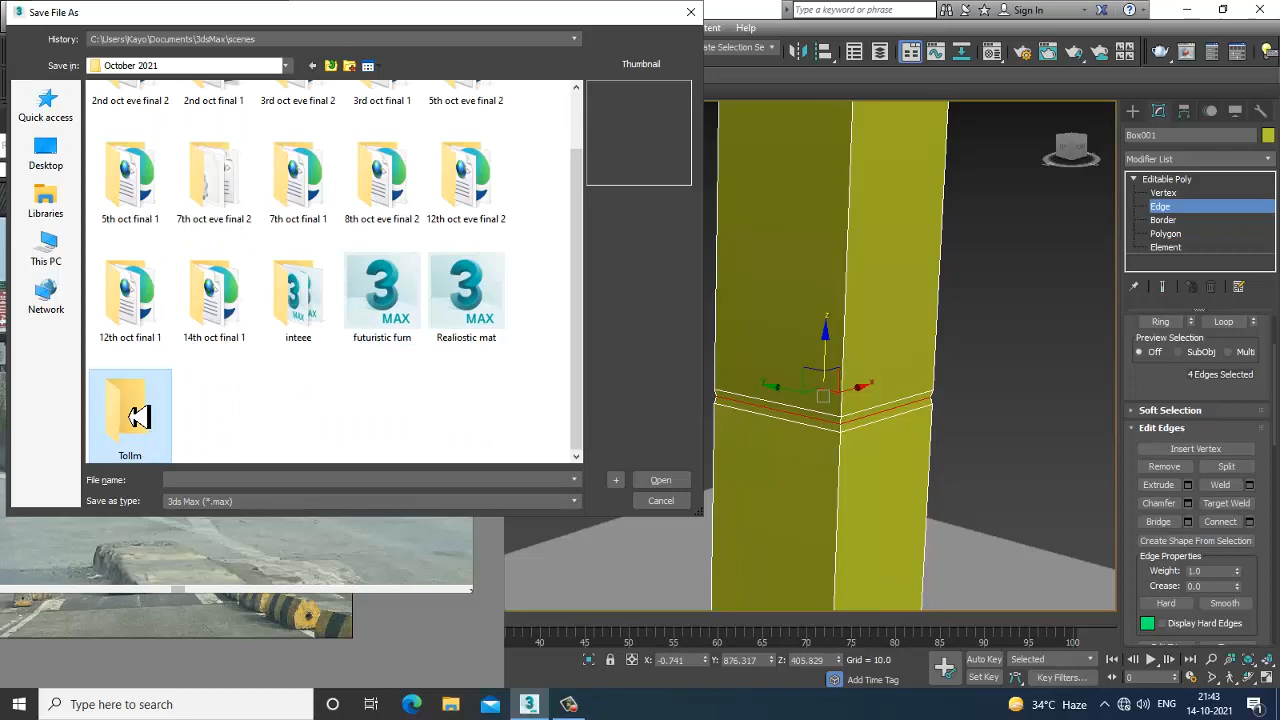 Save File As
Type a keyword or phrase
Sign In
History:
C:\Users\Kayo\Documents\3dsMax\scenes
tent
Help
Save in:
October 2021
Thumbnail
ate Selection Se
2nd oct eve final 2
2nd oct final 1
3rd oct eve final 2
3rd oct final 1
5th oct eve final 2
Quick access
Desktop
Libraries
This PC
Network
5th oct final 1
7th oct eve final 2
7th oct final 1
8th oct eve final 2
12th oct eve final 2
MAX
MAX
12th oct final 1
14th oct final 1
inteee
futuristic furn
Realiostic mat
Tollm
File name:
Open
Save as type:
3ds Max (*.max)
Cancel
Box001
Modifier List
Editable Poly
Vertex
Edge
Border
Polygon
Element
Ring
Loop
Preview Selection
Off
SubObj
Multi
4 Edges Selected
Soft Selection
Edit Edges
Insert Vertex
Remove
Split
Extrude
Weld
Chamfer
Target Weld
Bridge
Connect
Create Shape From Selection
Edge Properties
Weight: 1.0
Crease: 0.0
Hard
Smooth
Display Hard Edges
z
y
x
40 45 50 55 60 65 70 75 80 85 90 95 100
X: -0.741
Y: 876.317
Z: 405.829
Grid = 10.0
Add Time Tag
Auto Key
Selected
Set Key
Key Filters...
0
Type here to search
34°C Haze
ENG
21:43
14-10-2021